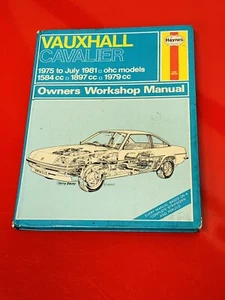 VAUXHALL
CAVALIER
Haynes
1975 to July 1981 □ ohc models
1584 cc □ 1897 cc □ 1979 cc
Owners Workshop Manual